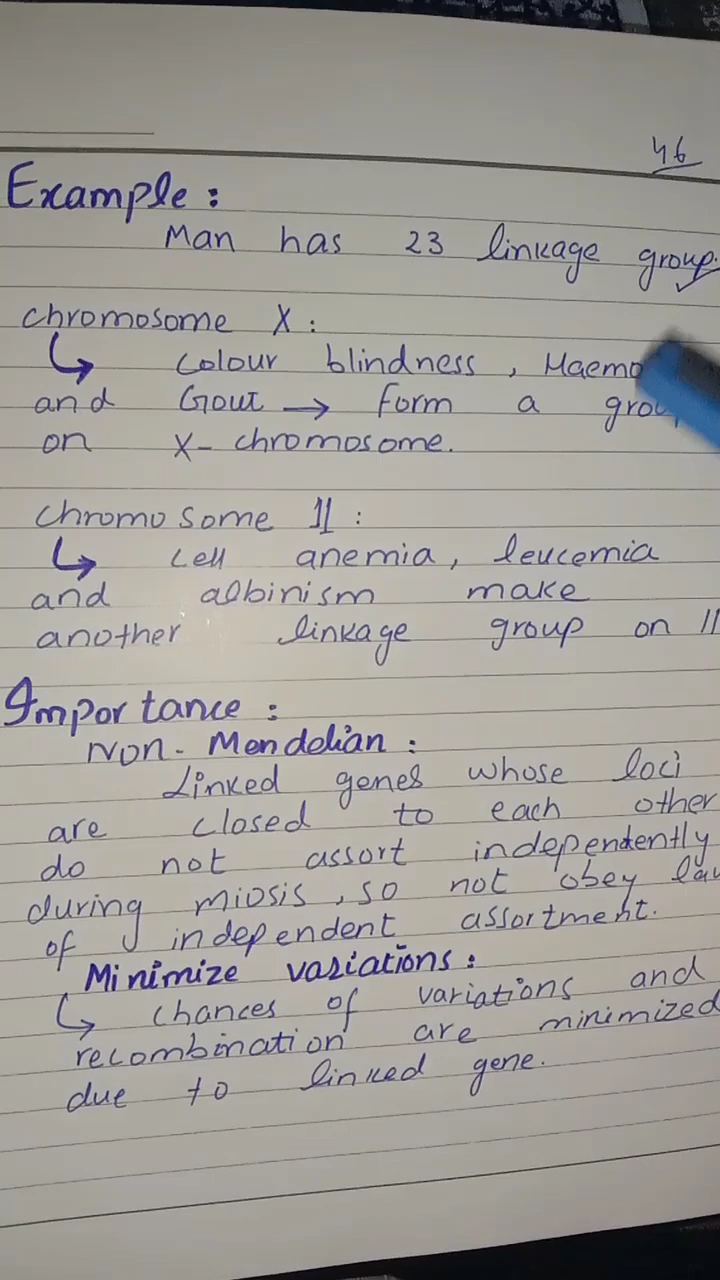 46
Example :
Man has 23 linkage group.
chromosome X :
↳ colour blindness , Haemo
and Gout → form a grou
on X- chromosome.
chromosome 11 :
↳ cell anemia, leucemia
and albinism make
another linkage group on 11
Importance :
Non - Mendelian :
Linked genes whose loci
are closed to each other
do not assort independently
during miosis , so not obey law
of independent assortment.
Minimize variations :
↳ chances of variations and
recombination are minimized
due to linked gene.